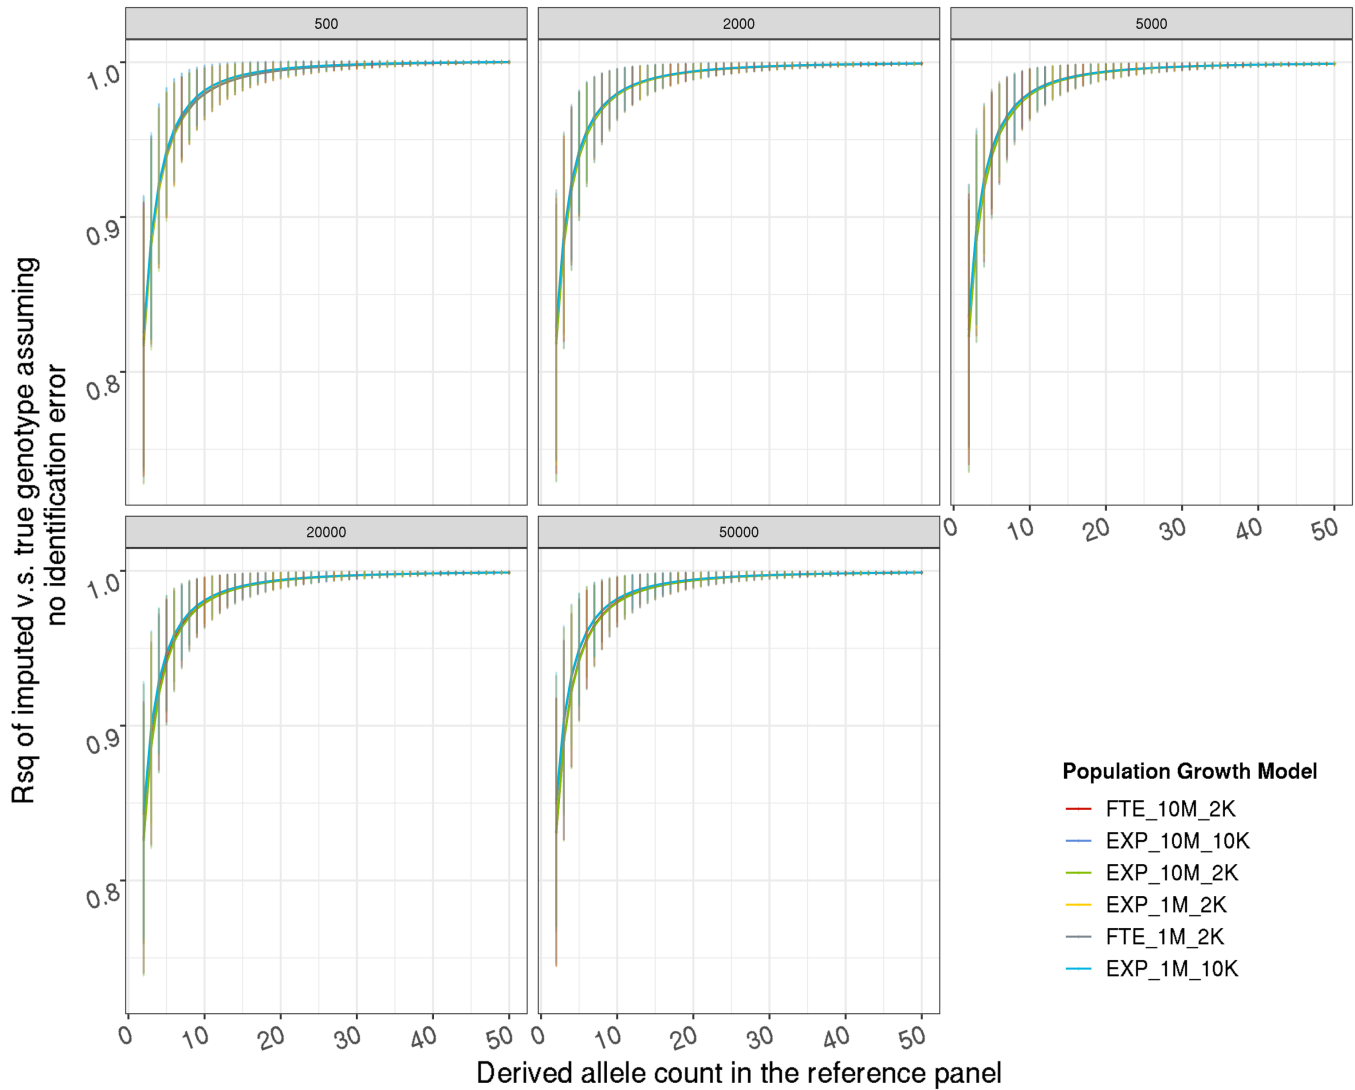 500
2000
5000
1.0
0.9
0.8
0 10 20 30 40 50
20000
50000
1.0
0.9
0.8
0 10 20 30 40 50
0 10 20 30 40 50
Rsq of imputed v.s. true genotype assuming
no identification error
Derived allele count in the reference panel
Population Growth Model
FTE_10M_2K
EXP_10M_10K
EXP_10M_2K
EXP_1M_2K
FTE_1M_2K
EXP_1M_10K